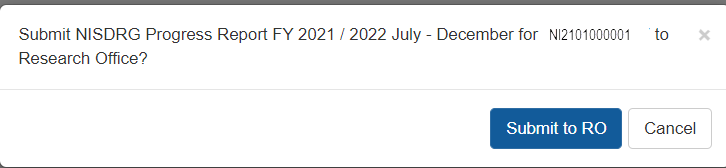 Submit NISDRG Progress Report FY 2021 / 2022 July - December for NI2101000001 to ×
Research Office?
Submit to RO Cancel